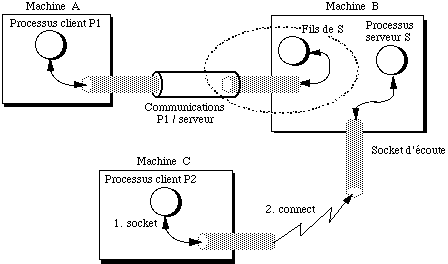 Machine A
Processus client P1
Machine B
Fils de S
Processus
serveur S
Communications
P1 / serveur
Socket d'écoute
Machine C
Processus client P2
1. socket
2. connect